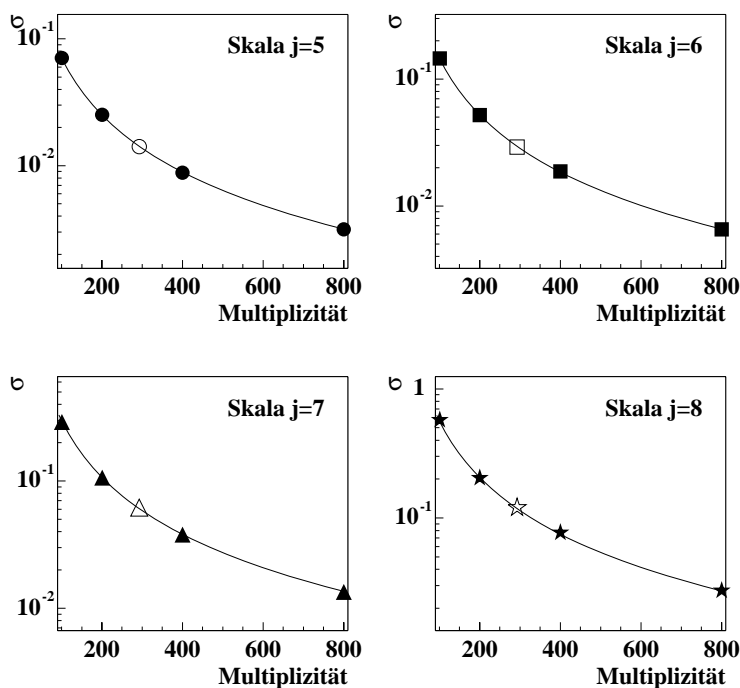 σ
Skala j=5
10-1
10-2
200 400 600 800
Multiplizität
σ
Skala j=6
10-1
10-2
200 400 600 800
Multiplizität
σ
Skala j=7
10-1
10-2
200 400 600 800
Multiplizität
σ
Skala j=8
1
10-1
200 400 600 800
Multiplizität